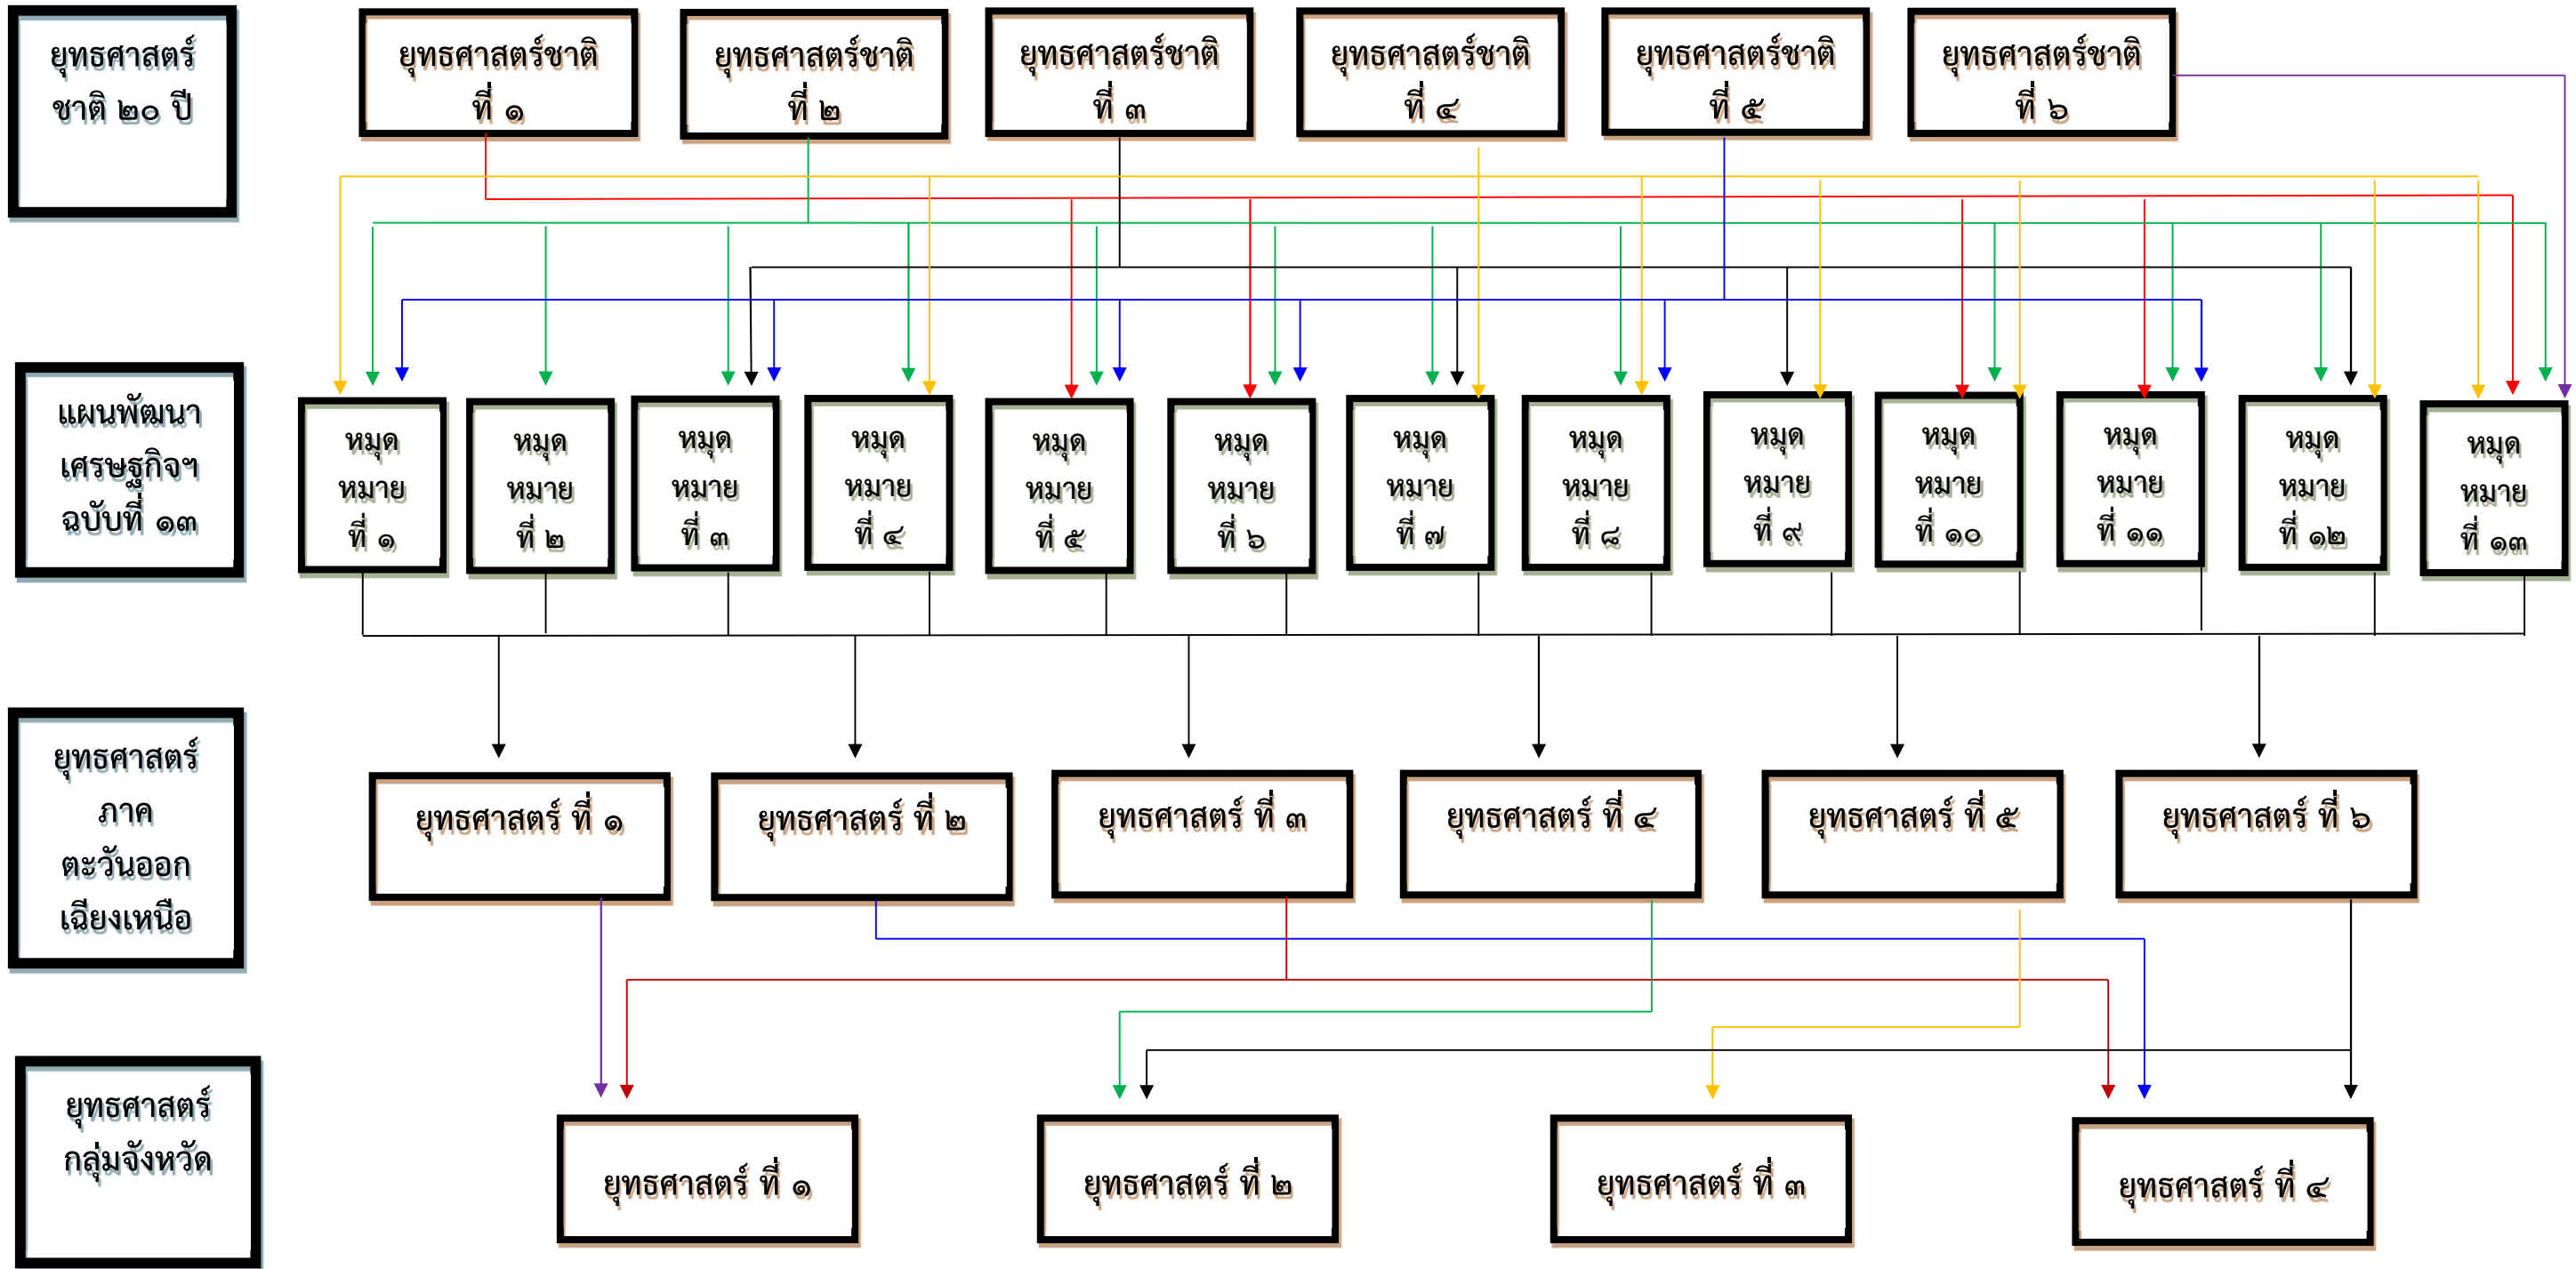 ยุทธศาสตร์
ชาติ ๒๐ ปี
ยุทธศาสตร์ชาติ
ที่ ๑
ยุทธศาสตร์ชาติ
ที่ ๒
ยุทธศาสตร์ชาติ
ที่ ๓
ยุทธศาสตร์ชาติ
ที่ ๔
ยุทธศาสตร์ชาติ
ที่ ๕
ยุทธศาสตร์ชาติ
ที่ ๖
แผนพัฒนา
เศรษฐกิจฯ
ฉบับที่ ๑๓
หมุด
หมาย
ที่ ๑
หมุด
หมาย
ที่ ๒
หมุด
หมาย
ที่ ๓
หมุด
หมาย
ที่ ๔
หมุด
หมาย
ที่ ๕
หมุด
หมาย
ที่ ๖
หมุด
หมาย
ที่ ๗
หมุด
หมาย
ที่ ๘
หมุด
หมาย
ที่ ๙
หมุด
หมาย
ที่ ๑๐
หมุด
หมาย
ที่ ๑๑
หมุด
หมาย
ที่ ๑๒
หมุด
หมาย
ที่ ๑๓
ยุทธศาสตร์
ภาค
ตะวันออก
เฉียงเหนือ
ยุทธศาสตร์ ที่ ๑
ยุทธศาสตร์ ที่ ๒
ยุทธศาสตร์ ที่ ๓
ยุทธศาสตร์ ที่ ๔
ยุทธศาสตร์ ที่ ๕
ยุทธศาสตร์ ที่ ๖
ยุทธศาสตร์
กลุ่มจังหวัด
ยุทธศาสตร์ ที่ ๑
ยุทธศาสตร์ ที่ ๒
ยุทธศาสตร์ ที่ ๓
ยุทธศาสตร์ ที่ ๔